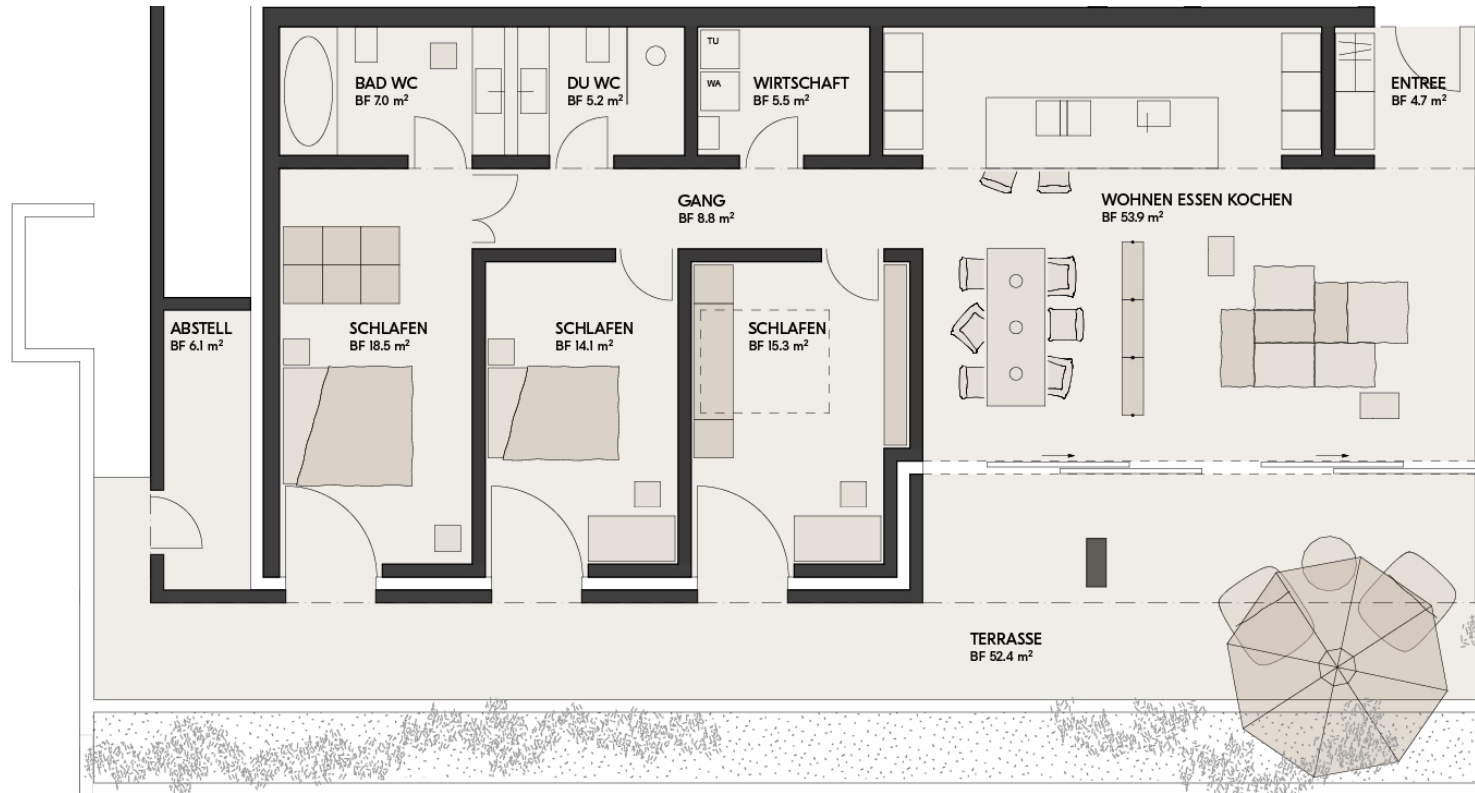 BAD WC
BF 7.0 m²
DU WC
BF 5.2 m²
TU
WA
WIRTSCHAFT
BF 5.5 m²
ENTREE
BF 4.7 m²
GANG
BF 8.8 m²
WOHNEN ESSEN KOCHEN
BF 53.9 m²
ABSTELL
BF 6.1 m²
SCHLAFEN
BF 18.5 m²
SCHLAFEN
BF 14.1 m²
SCHLAFEN
BF 15.3 m²
TERRASSE
BF 52.4 m²